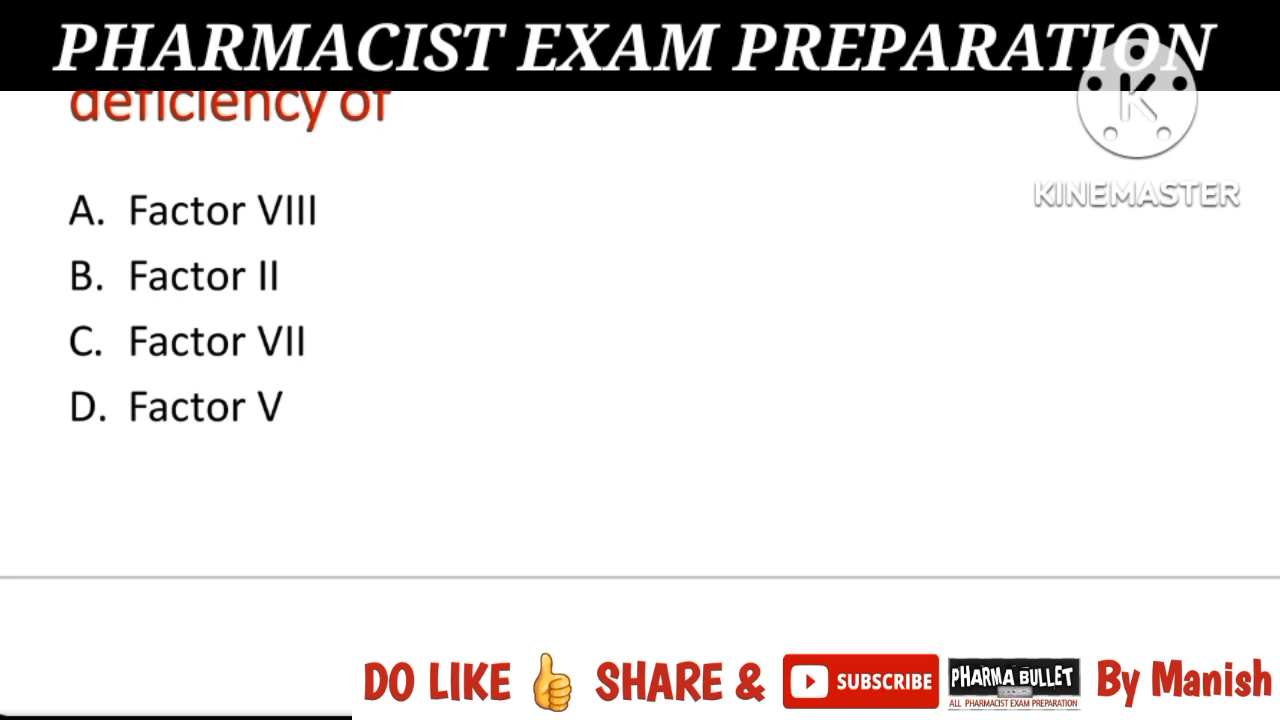 PHARMACIST EXAM PREPARATION
deficiency of
KINEMASTER
A. Factor VIII
B. Factor II
C. Factor VII
D. Factor V
DO LIKE SHARE & SUBSCRIBE PHARMA BULLET By Manish
ALL PHARMACIST EXAM PREPARATION